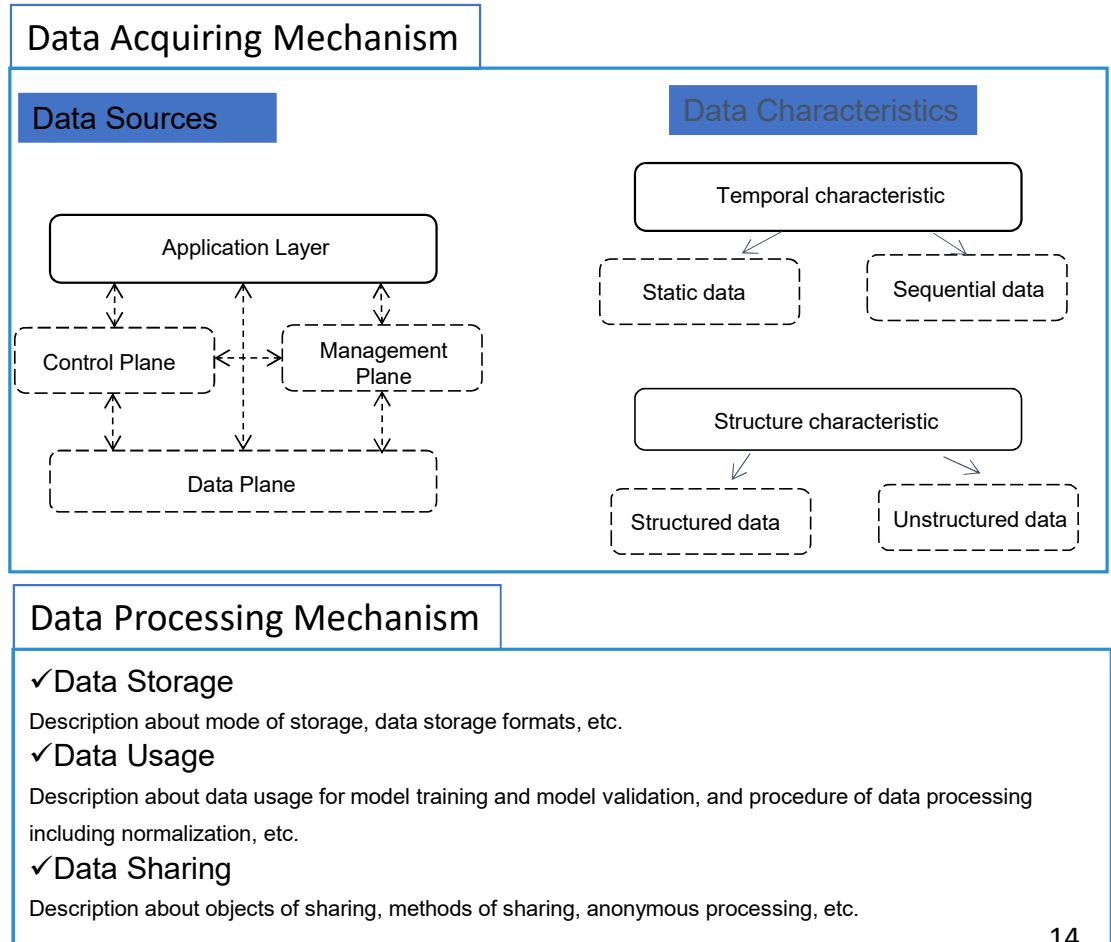 Data Acquiring Mechanism
Data Sources
Application Layer
Control Plane
Management
Plane
Data Plane
Data Characteristics
Temporal characteristic
Static data
Sequential data
Structure characteristic
Structured data
Unstructured data
Data Processing Mechanism
✓Data Storage
Description about mode of storage, data storage formats, etc.
✓Data Usage
Description about data usage for model training and model validation, and procedure of data processing
including normalization, etc.
✓Data Sharing
Description about objects of sharing, methods of sharing, anonymous processing, etc.
14